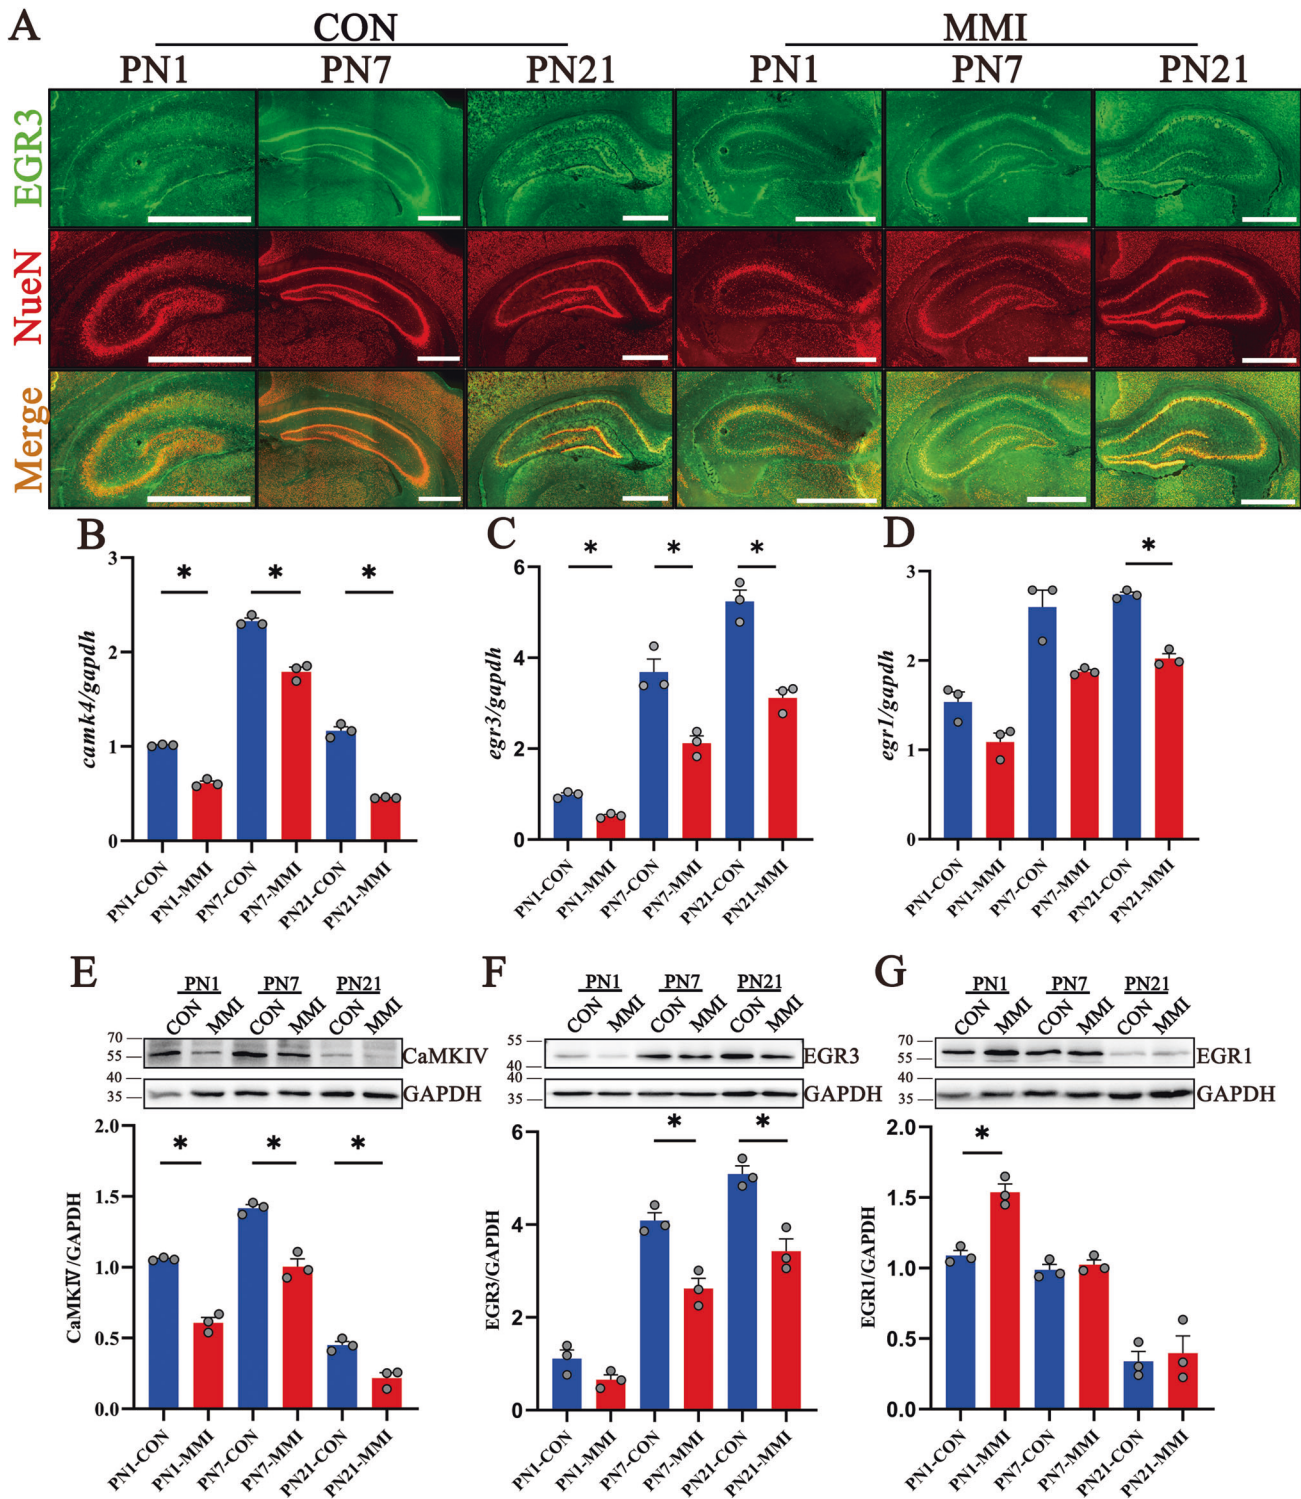 A
CON MMI
PN1 PN7 PN21 PN1 PN7 PN21
EGR3
NueN
Merge
B
camk4/gapdh
3
2
1
0
* * *
PN1-CON PN1-MMI PN7-CON PN7-MMI PN21-CON PN21-MMI
C
egr3/gapdh
6
4
2
0
* * *
PN1-CON PN1-MMI PN7-CON PN7-MMI PN21-CON PN21-MMI
D
egr1/gapdh
3
2
1
0
*
PN1-CON PN1-MMI PN7-CON PN7-MMI PN21-CON PN21-MMI
E
PN1 PN7 PN21
CON MMI CON MMI CON MMI
70
55
CaMKIV
40
35
GAPDH
CaMKIV/GAPDH
2.0
1.5
1.0
0.5
0.0
* * *
PN1-CON PN1-MMI PN7-CON PN7-MMI PN21-CON PN21-MMI
F
PN1 PN7 PN21
CON MMI CON MMI CON MMI
55
40
EGR3
40
35
GAPDH
EGR3/GAPDH
6
4
2
0
* *
PN1-CON PN1-MMI PN7-CON PN7-MMI PN21-CON PN21-MMI
G
PN1 PN7 PN21
CON MMI CON MMI CON MMI
70
55
EGR1
40
35
GAPDH
EGR1/GAPDH
2.0
1.5
1.0
0.5
0.0
*
PN1-CON PN1-MMI PN7-CON PN7-MMI PN21-CON PN21-MMI